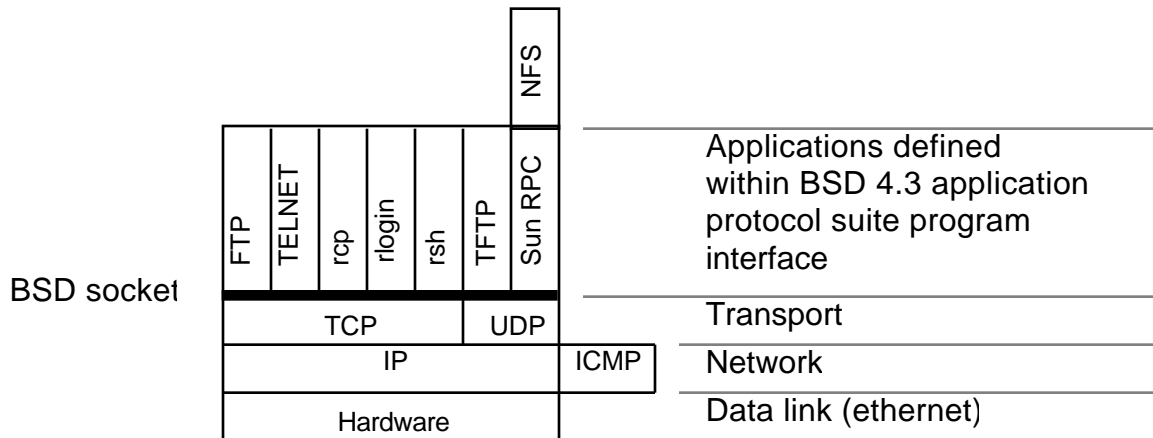 NFS
FTP
TELNET
rcp
rlogin
rsh
TFTP
Sun RPC
Applications defined
within BSD 4.3 application
protocol suite program
interface
BSD socket
TCP
UDP
Transport
IP
ICMP
Network
Hardware
Data link (ethernet)